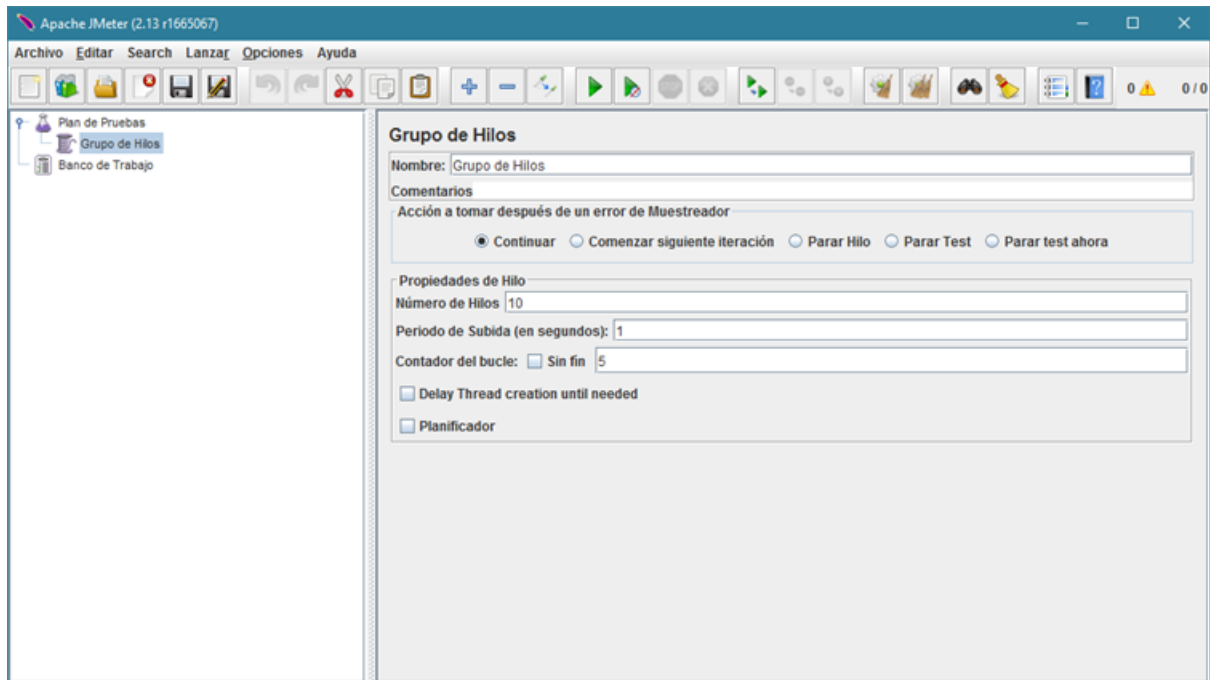 Apache JMeter (2.13 r1665067)
Archivo Editar Search Lanzar Opciones Ayuda
0 0 / 0
Plan de Pruebas
Grupo de Hilos
Banco de Trabajo
Grupo de Hilos
Nombre: Grupo de Hilos
Comentarios
Acción a tomar después de un error de Muestreador
Continuar Comenzar siguiente iteración Parar Hilo Parar Test Parar test ahora
Propiedades de Hilo
Número de Hilos 10
Periodo de Subida (en segundos): 1
Contador del bucle: Sin fin 5
Delay Thread creation until needed
Planificador